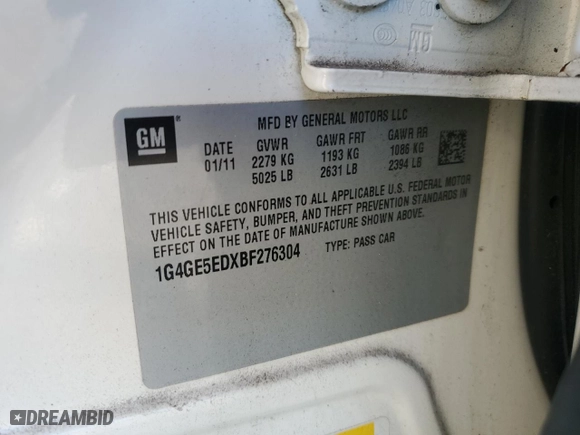 GM
MFD BY GENERAL MOTORS LLC
DATE GVWR GAWR FRT GAWR RR
01/11 2279 KG 1193 KG 1086 KG
5025 LB 2631 LB 2394 LB
THIS VEHICLE CONFORMS TO ALL APPLICABLE U.S. FEDERAL MOTOR
VEHICLE SAFETY, BUMPER, AND THEFT PREVENTION STANDARDS IN
EFFECT ON THE DATE OF MANUFACTURE SHOWN ABOVE.
1G4GE5EDXBF276304 TYPE: PASS CAR
GM
DREAMBID